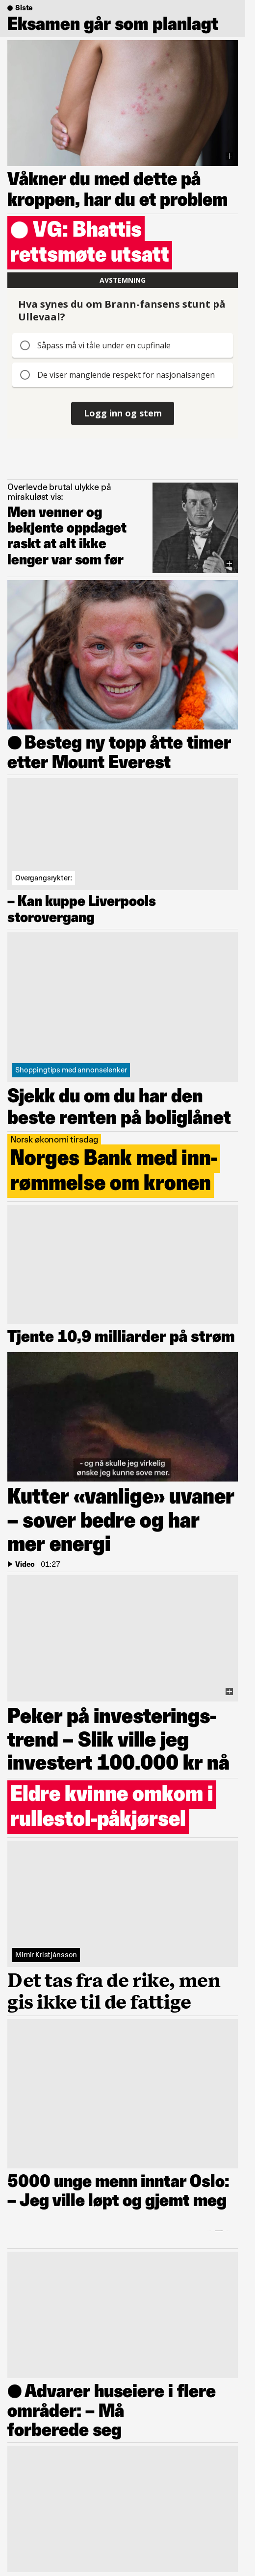 Siste
Eksamen går som planlagt
Våkner du med dette på
kroppen, har du et problem
VG: Bhattis
rettsmøte utsatt
AVSTEMNING
Hva synes du om Brann-fansens stunt på
Ullevaal?
Såpass må vi tåle under en cupfinale
De viser manglende respekt for nasjonalsangen
Logg inn og stem
Overlevde brutal ulykke på
mirakuløst vis:
Men venner og
bekjente oppdaget
raskt at alt ikke
lenger var som før
Besteg ny topp åtte timer
etter Mount Everest
Overgangsrykter:
– Kan kuppe Liverpools
storovergang
Shoppingtips med annonselenker
Sjekk du om du har den
beste renten på boliglånet
Norsk økonomi tirsdag
Norges Bank med inn-
rømmelse om kronen
Tjente 10,9 milliarder på strøm
- og nå skulle jeg virkelig
ønske jeg kunne sove mer.
Kutter «vanlige» uvaner
– sover bedre og har
mer energi
Video | 01:27
Peker på investerings-
trend – Slik ville jeg
investert 100.000 kr nå
Eldre kvinne omkom i
rullestol-påkjørsel
Mímir Kristjánsson
Det tas fra de rike, men
gis ikke til de fattige
5000 unge menn inntar Oslo:
– Jeg ville løpt og gjemt meg
Advarer huseiere i flere
områder: – Må
forberede seg